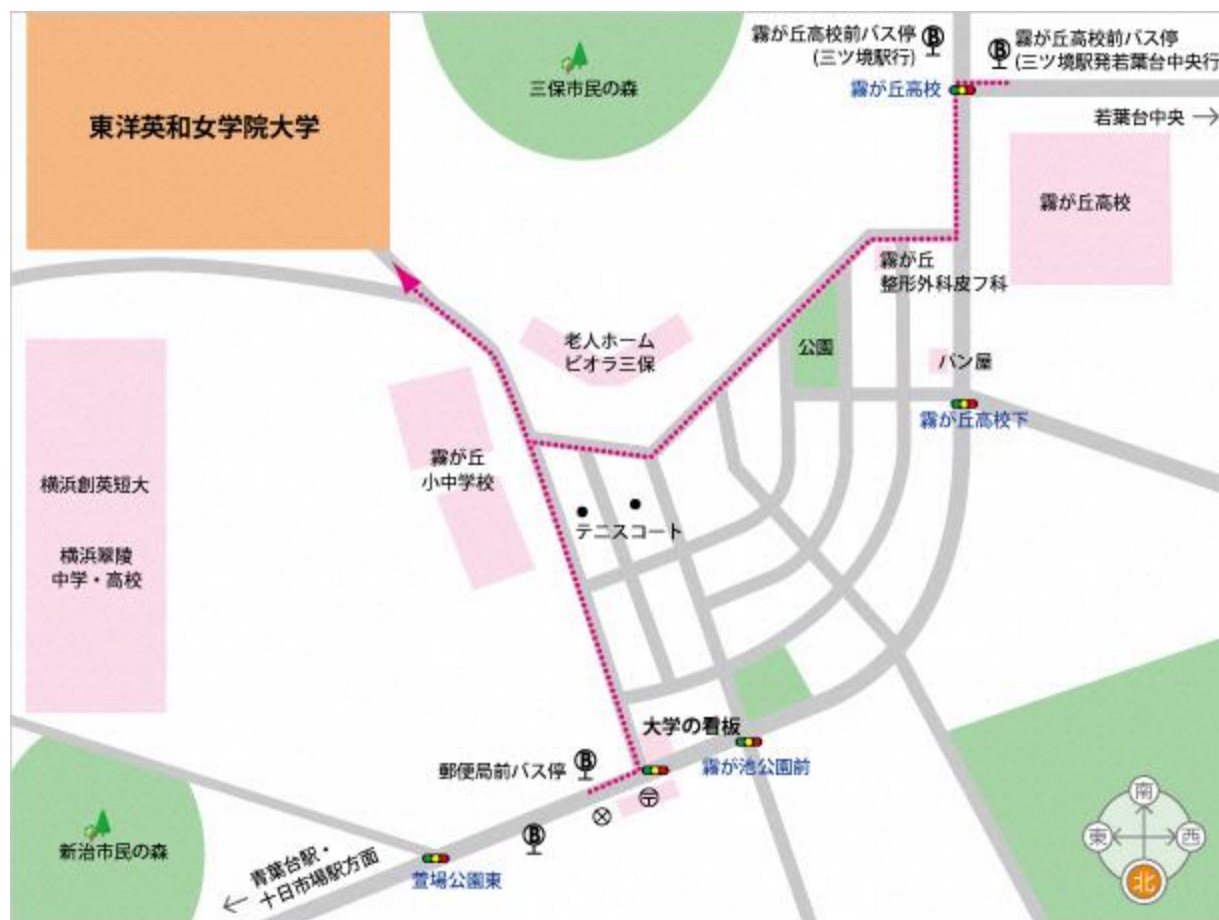 東洋英和女学院大学
三保市民の森
霧が丘高校前バス停
(三ツ境駅行)
B
B
霧が丘高校前バス停
(三ツ境駅発若葉台中央行
霧が丘高校
若葉台中央 →
霧が丘高校
霧が丘
整形外科皮フ科
公園
パン屋
霧が丘高校下
老人ホーム
ビオラ三保
霧が丘
小中学校
テニスコート
横浜創英短大
横浜翠陵
中学・高校
大学の看板
霧が池公園前
郵便局前バス停
B
〒
B
新治市民の森
青葉台駅・
← 十日市場駅方面
萱場公園東
南
東
西
北